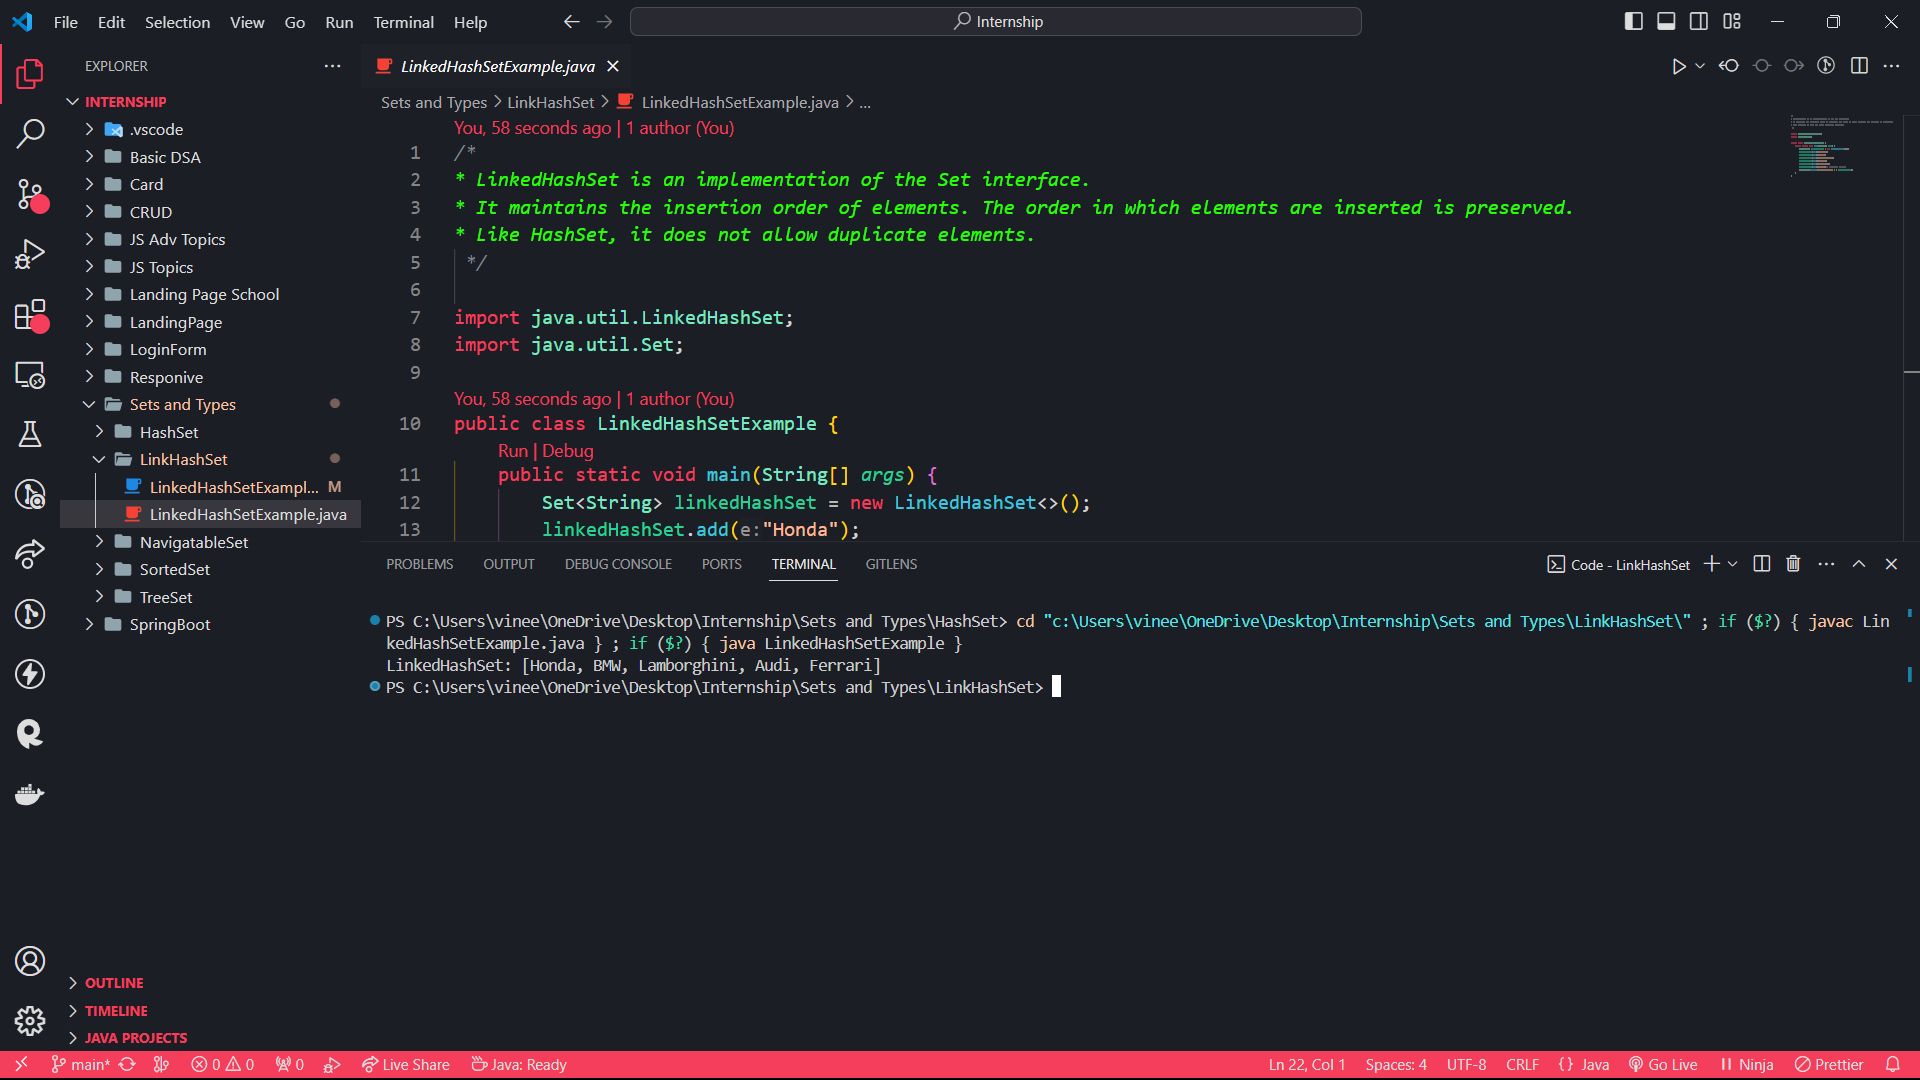 File Edit Selection View Go Run Terminal Help
Internship
EXPLORER
INTERNSHIP
.vscode
Basic DSA
Card
CRUD
JS Adv Topics
JS Topics
Landing Page School
LandingPage
LoginForm
Responive
Sets and Types
HashSet
LinkHashSet
LinkedHashSetExampl... M
LinkedHashSetExample.java
NavigatableSet
SortedSet
TreeSet
SpringBoot
OUTLINE
TIMELINE
JAVA PROJECTS
LinkedHashSetExample.java
Sets and Types > LinkHashSet > LinkedHashSetExample.java > ...
You, 58 seconds ago | 1 author (You)
1 /*
2 * LinkedHashSet is an implementation of the Set interface.
3 * It maintains the insertion order of elements. The order in which elements are inserted is preserved.
4 * Like HashSet, it does not allow duplicate elements.
5 */
6
7 import java.util.LinkedHashSet;
8 import java.util.Set;
9
You, 58 seconds ago | 1 author (You)
10 public class LinkedHashSetExample {
Run | Debug
11 public static void main(String[] args) {
12 Set<String> linkedHashSet = new LinkedHashSet<>();
13 linkedHashSet.add(e:"Honda");
PROBLEMS OUTPUT DEBUG CONSOLE PORTS TERMINAL GITLENS
Code - LinkHashSet
PS C:\Users\vinee\OneDrive\Desktop\Internship\Sets and Types\HashSet> cd "c:\Users\vinee\OneDrive\Desktop\Internship\Sets and Types\LinkHashSet\" ; if ($?) { javac Lin
kedHashSetExample.java } ; if ($?) { java LinkedHashSetExample }
LinkedHashSet: [Honda, BMW, Lamborghini, Audi, Ferrari]
PS C:\Users\vinee\OneDrive\Desktop\Internship\Sets and Types\LinkHashSet>
main* 0 0 0 Live Share Java: Ready
Ln 22, Col 1 Spaces: 4 UTF-8 CRLF {} Java Go Live Ninja Prettier